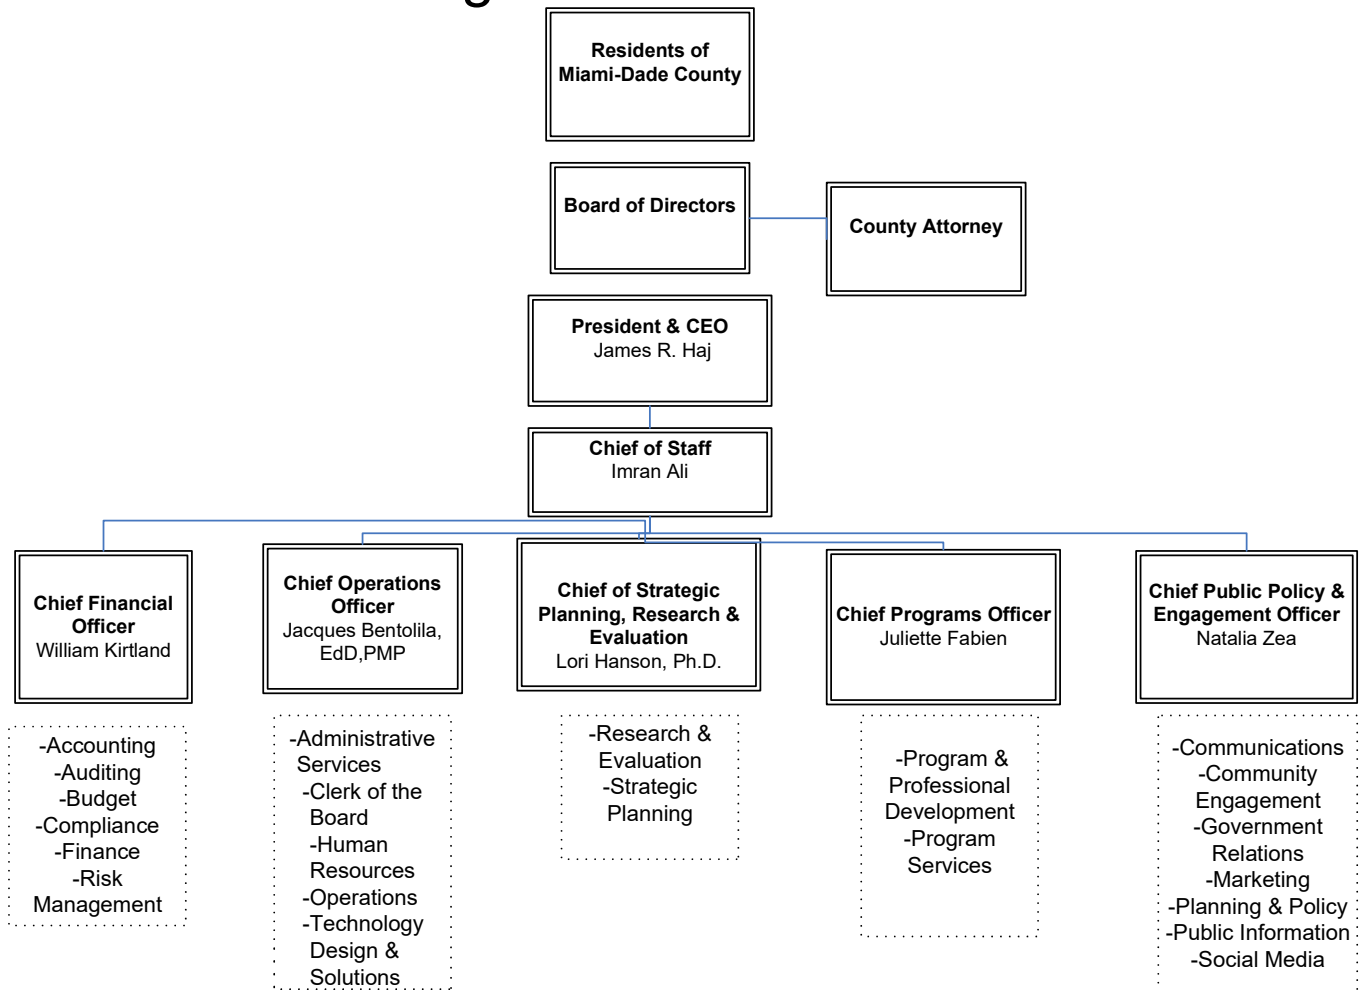 Residents of
Miami-Dade County
Board of Directors
County Attorney
President & CEO
James R. Haj
Chief of Staff
Imran Ali
Chief Financial
Officer
William Kirtland
Chief Operations
Officer
Jacques Bentolila,
EdD,PMP
Chief of Strategic
Planning, Research &
Evaluation
Lori Hanson, Ph.D.
Chief Programs Officer
Juliette Fabien
Chief Public Policy &
Engagement Officer
Natalia Zea
-Accounting
-Auditing
-Budget
-Compliance
-Finance
-Risk
Management
-Administrative
Services
-Clerk of the
Board
-Human
Resources
-Operations
-Technology
Design &
Solutions
-Research &
Evaluation
-Strategic
Planning
-Program &
Professional
Development
-Program
Services
-Communications
-Community
Engagement
-Government
Relations
-Marketing
-Planning & Policy
-Public Information
-Social Media